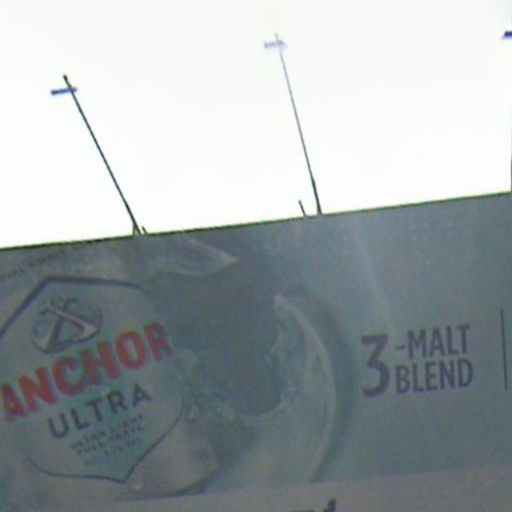 ANCHOR
ULTRA
3-MALT
BLEND